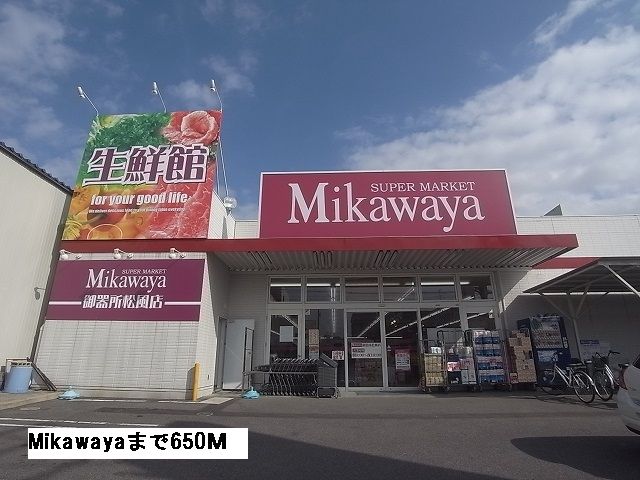 生鮮館
for your good life
SUPER MARKET
Mikawaya
SUPER MARKET
Mikawaya
御器所松風店
Mikawayaまで650M